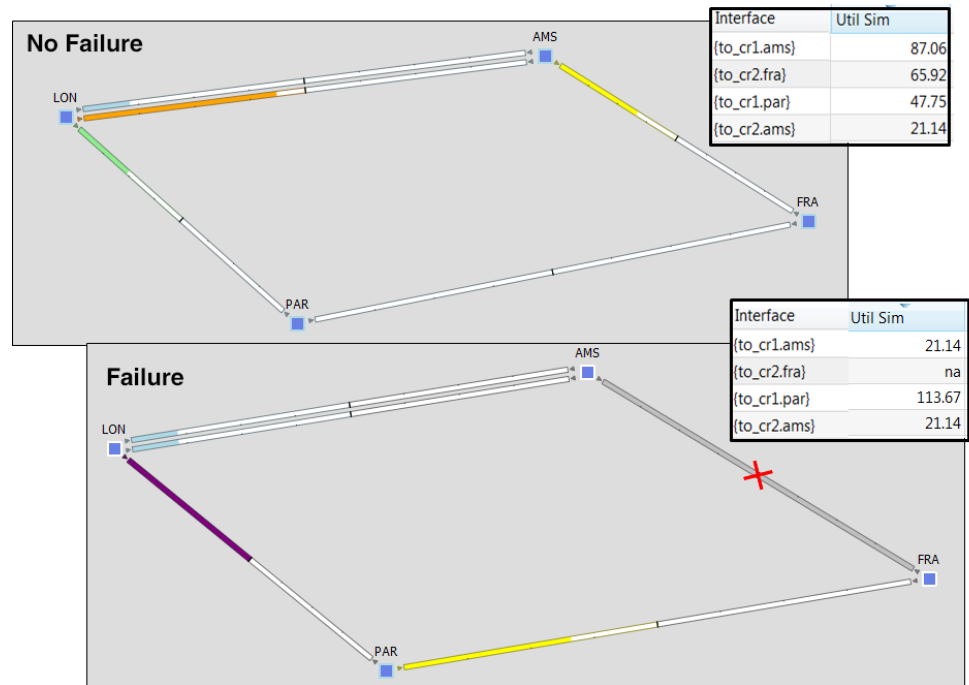 No Failure
AMS
LON
FRA
PAR
Interface Util Sim
{to_cr1.ams} 87.06
{to_cr2.fra} 65.92
{to_cr1.par} 47.75
{to_cr2.ams} 21.14
Failure
AMS
LON
FRA
PAR
Interface Util Sim
{to_cr1.ams} 21.14
{to_cr2.fra} na
{to_cr1.par} 113.67
{to_cr2.ams} 21.14